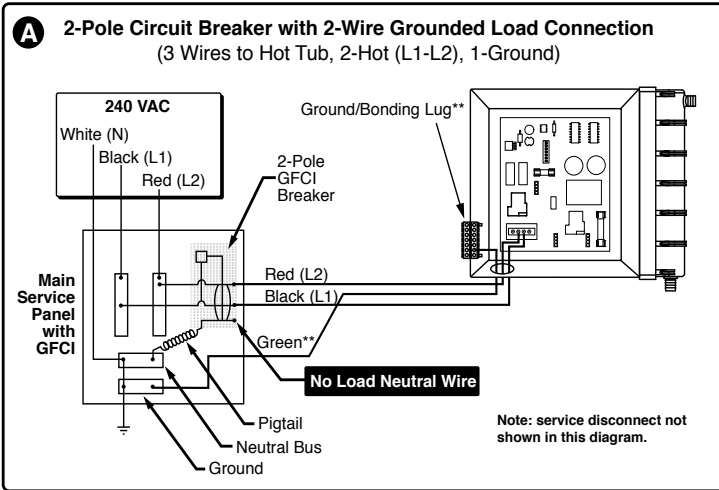 A
2-Pole Circuit Breaker with 2-Wire Grounded Load Connection
(3 Wires to Hot Tub, 2-Hot (L1-L2), 1-Ground)
240 VAC
White (N)
Black (L1)
Red (L2)
Ground/Bonding Lug**
2-Pole
GFCI
Breaker
Main
Service
Panel
with
GFCI
Red (L2)
Black (L1)
Green**
No Load Neutral Wire
Pigtail
Neutral Bus
Ground
Note: service disconnect not
shown in this diagram.